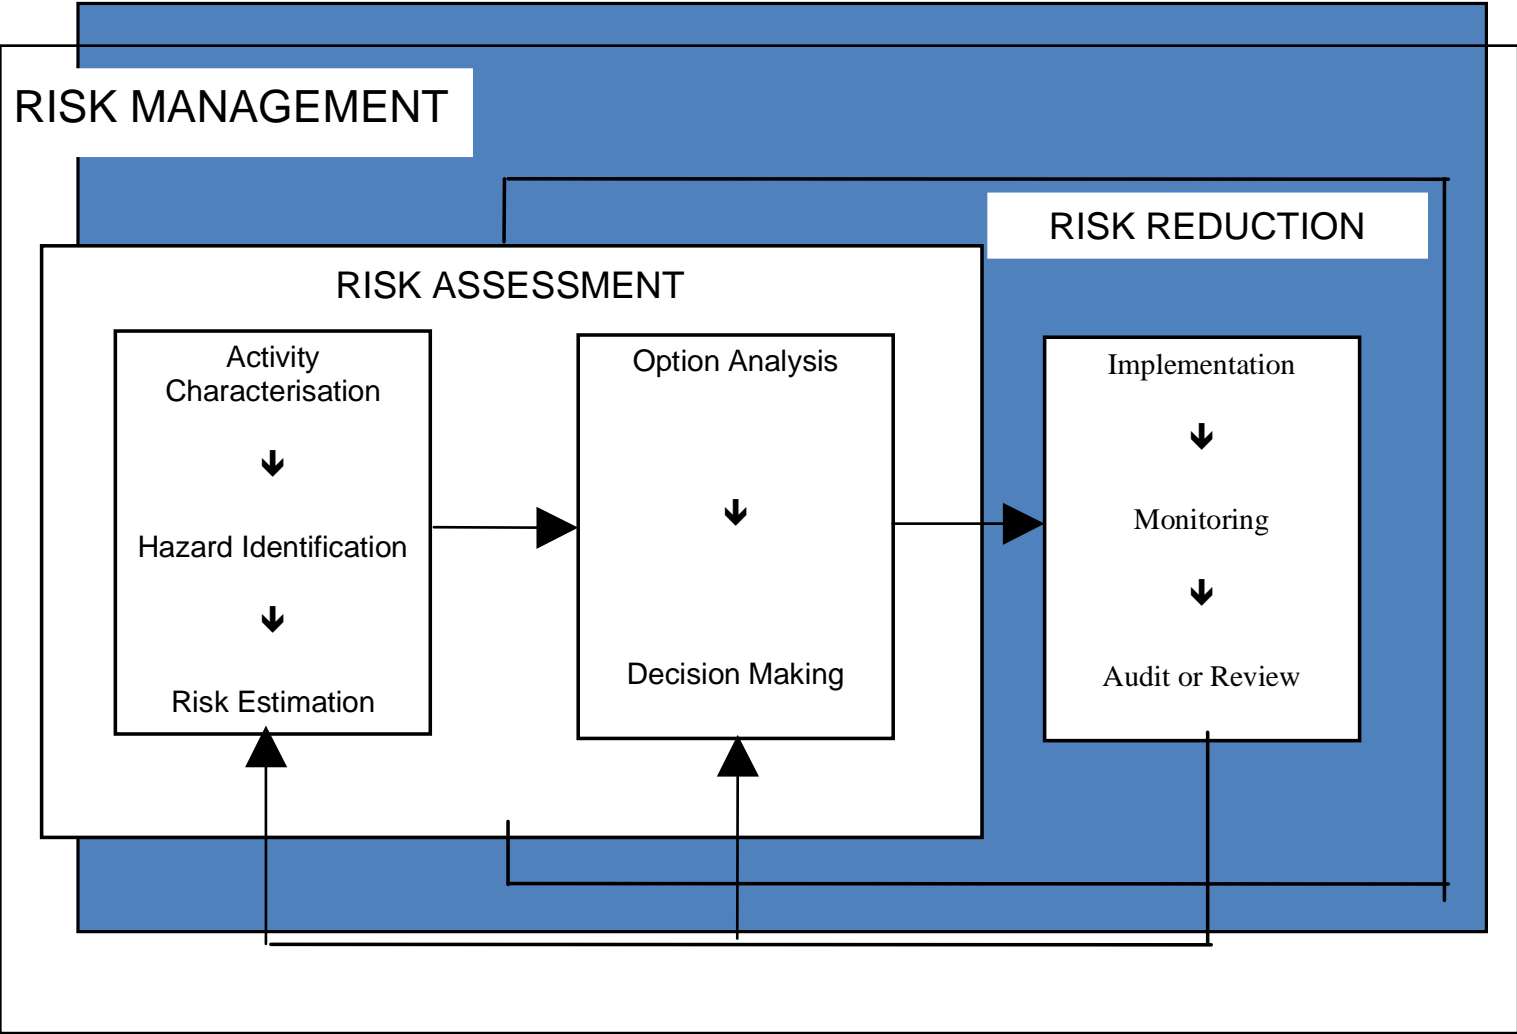 RISK MANAGEMENT
RISK REDUCTION
RISK ASSESSMENT
Activity
Characterisation
Hazard Identification
Risk Estimation
Option Analysis
Decision Making
Implementation
Monitoring
Audit or Review